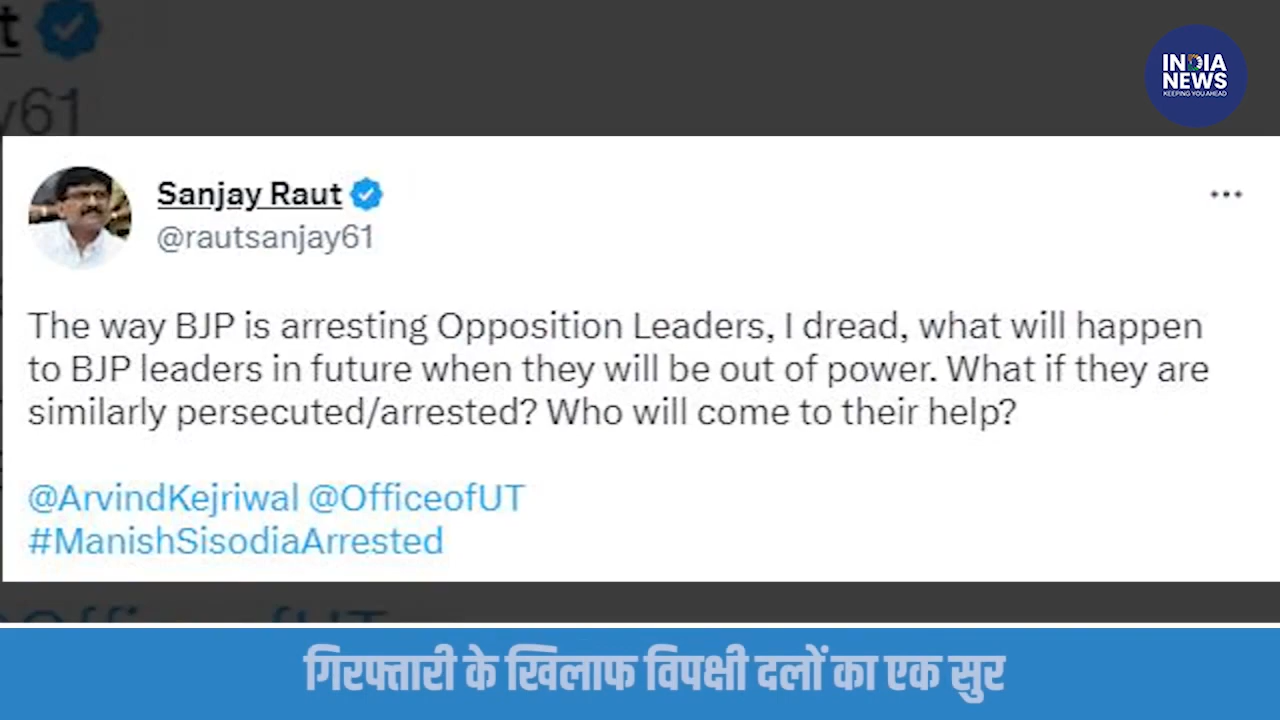 t
y61
INDIA
NEWS
KEEPING YOU AHEAD
Sanjay Raut
@rautsanjay61
The way BJP is arresting Opposition Leaders, I dread, what will happen
to BJP leaders in future when they will be out of power. What if they are
similarly persecuted/arrested? Who will come to their help?
@ArvindKejriwal @OfficeofUT
#ManishSisodiaArrested
@OfficeofUT
गिरफ्तारी के खिलाफ विपक्षी दलों का एक सुर